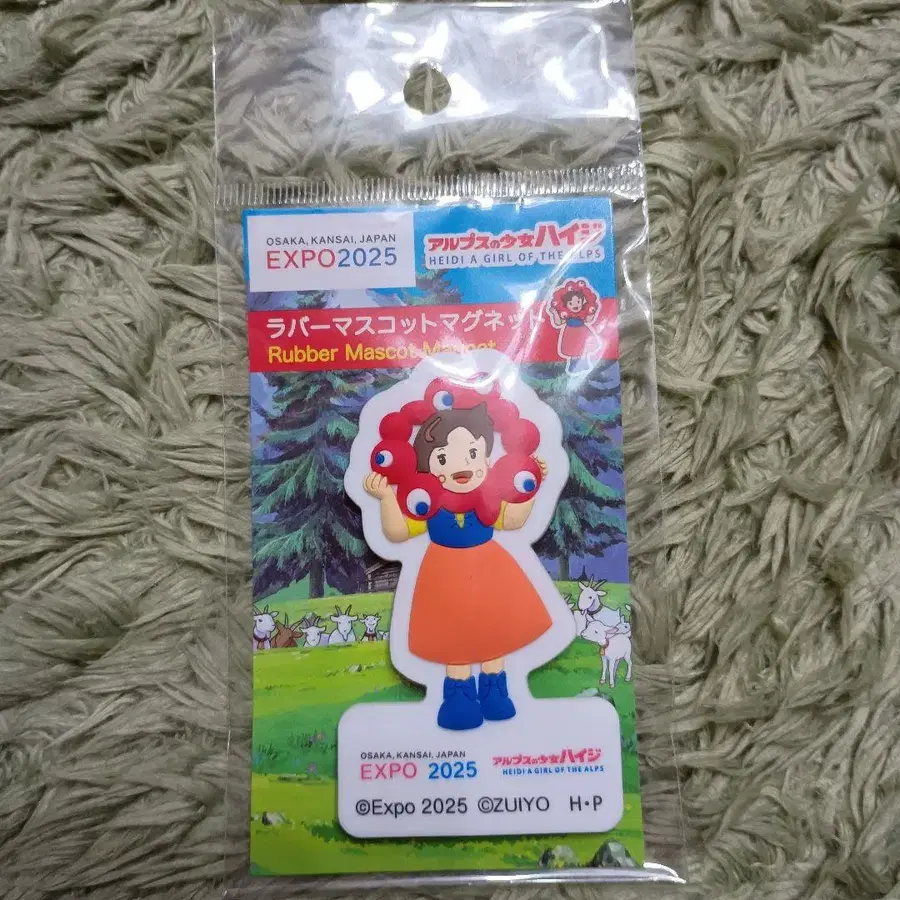 OSAKA, KANSAI, JAPAN
EXPO2025
アルプスの少女ハイジ
HEIDI A GIRL OF THE ALPS
ラバーマスコットマグネット
Rubber Mascot Magnet
OSAKA, KANSAI, JAPAN
EXPO 2025
アルプスの少女ハイジ
HEIDI A GIRL OF THE ALPS
©Expo 2025 ©ZUIYO H・P